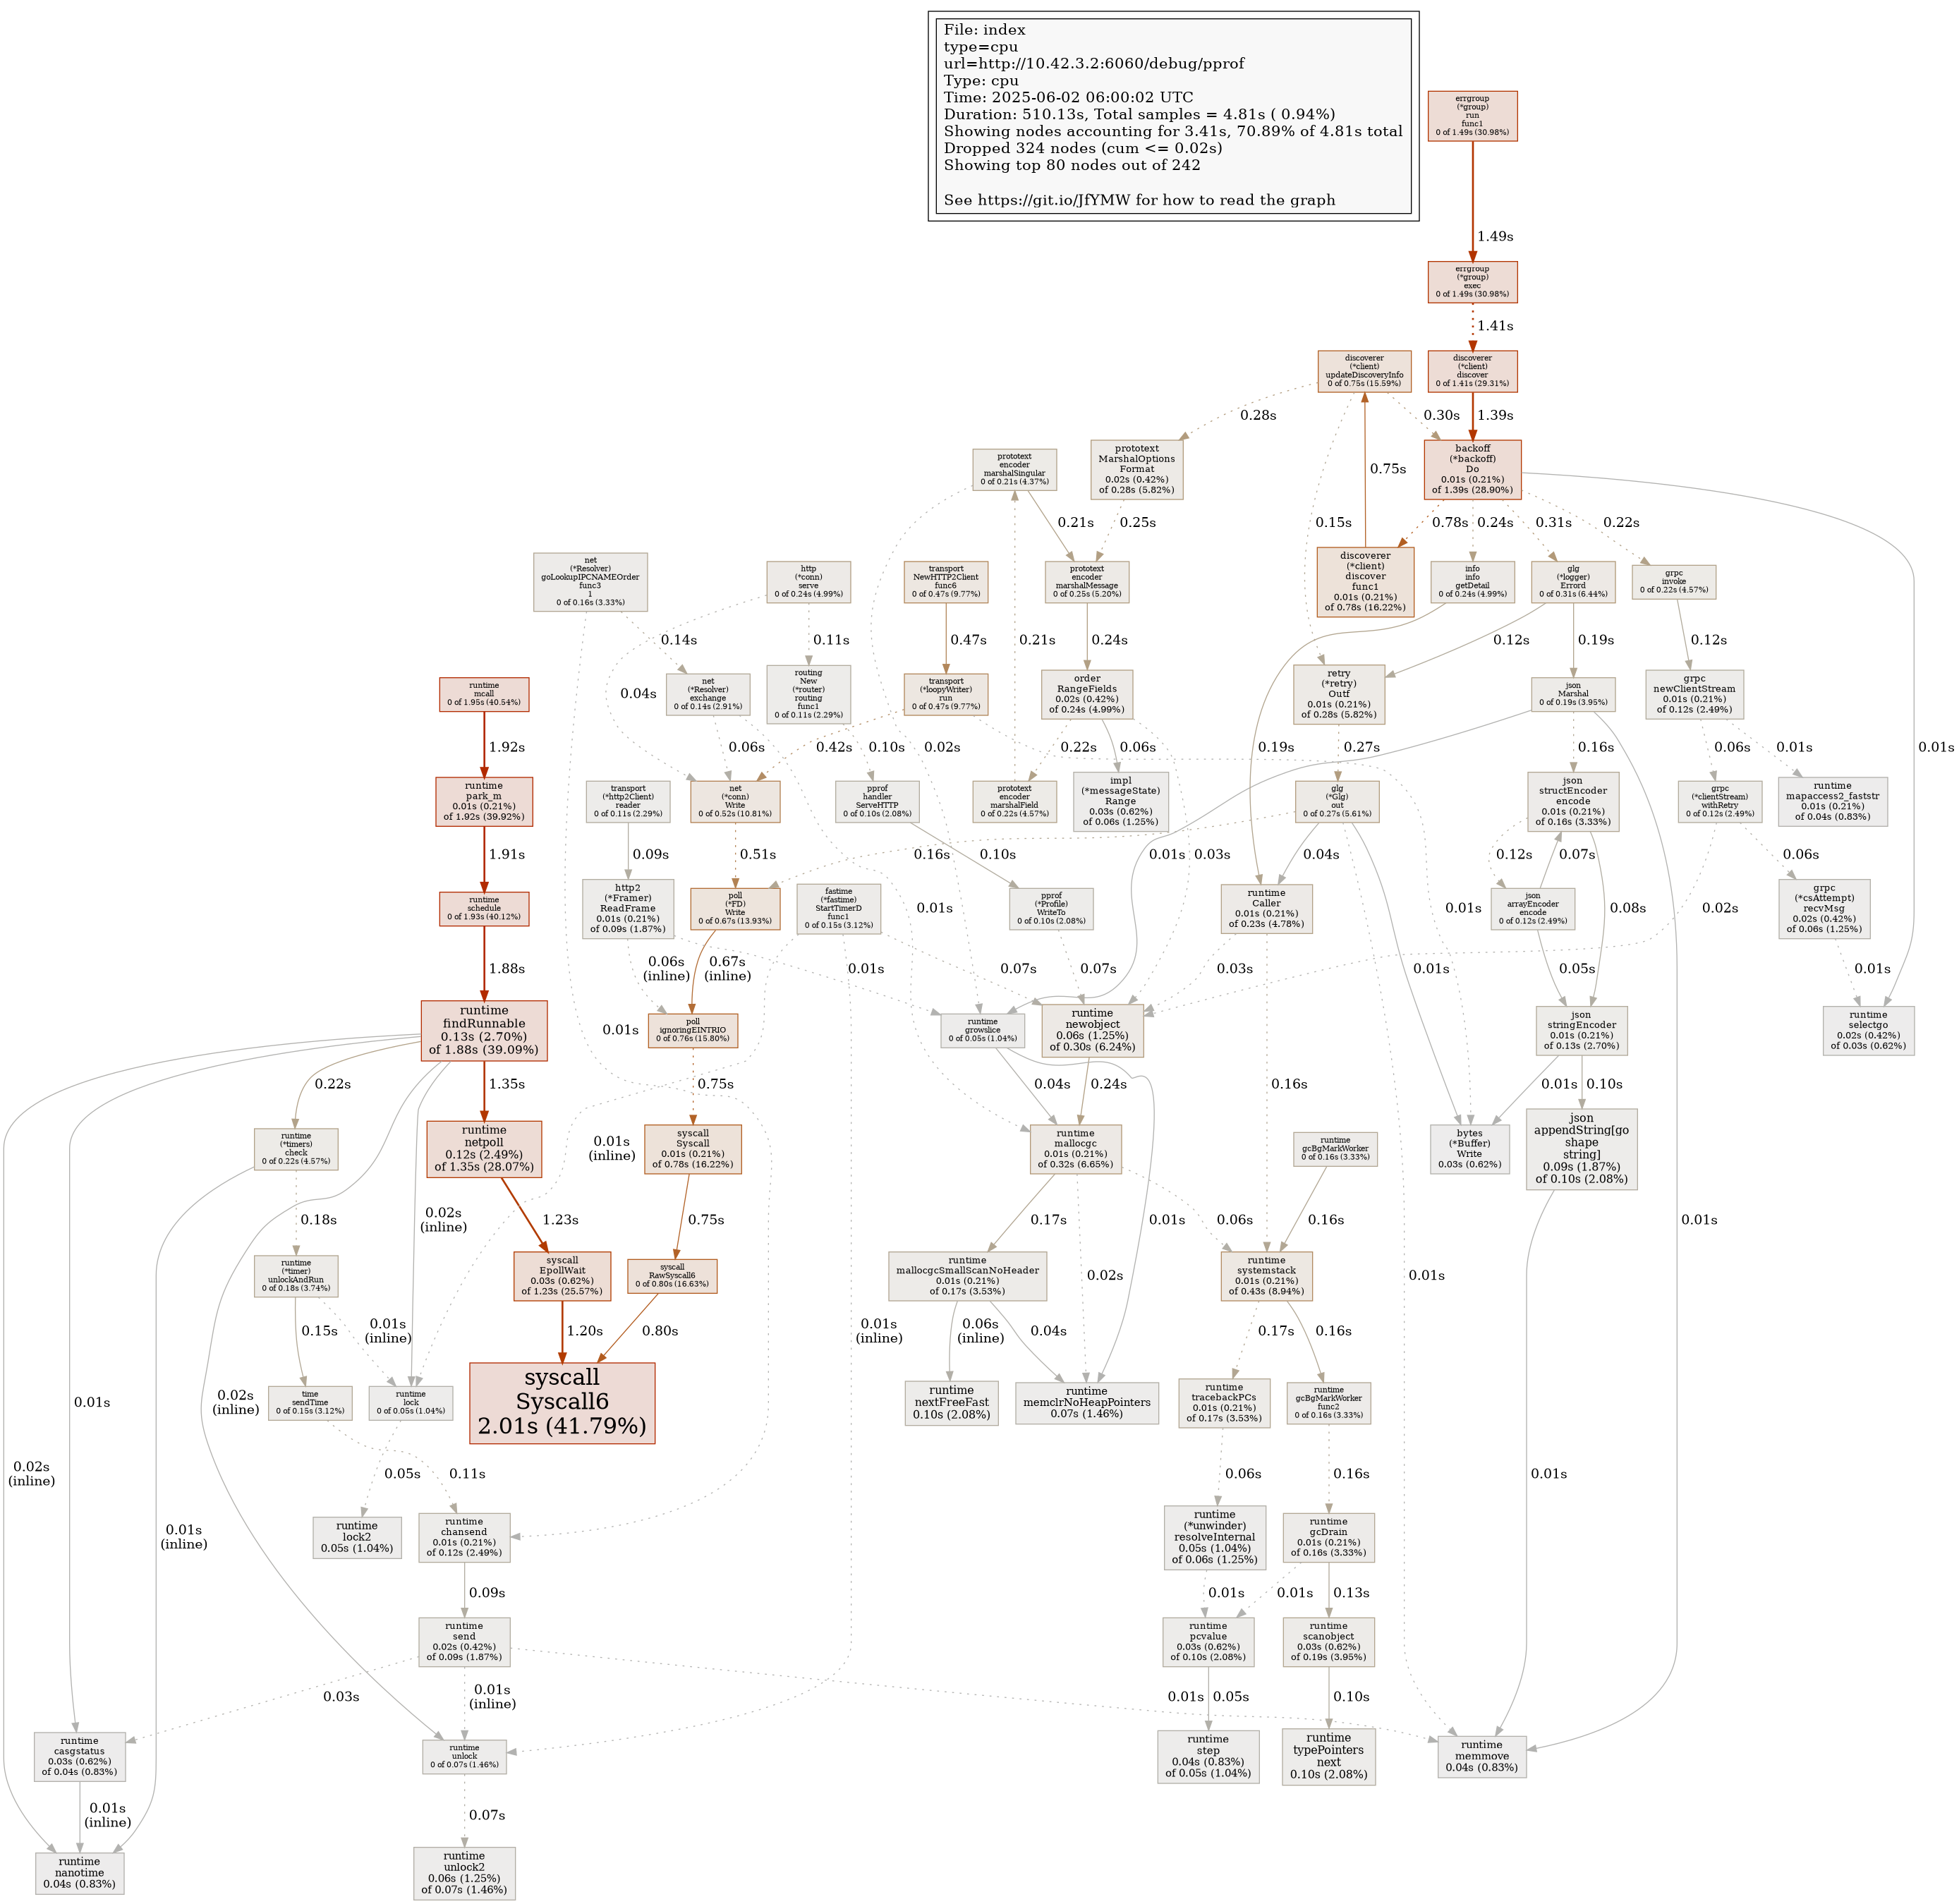 File: index
type=cpu
url=http://10.42.3.2:6060/debug/pprof
Type: cpu
Time: 2025-06-02 06:00:02 UTC
Duration: 510.13s, Total samples = 4.81s ( 0.94%)
Showing nodes accounting for 3.41s, 70.89% of 4.81s total
Dropped 324 nodes (cum <= 0.02s)
Showing top 80 nodes out of 242
See https://git.io/JfYMW for how to read the graph
errgroup
(*group)
run
func1
0 of 1.49s (30.98%)
1.49s
errgroup
(*group)
exec
0 of 1.49s (30.98%)
1.41s
discoverer
(*client)
updateDiscoveryInfo
0 of 0.75s (15.59%)
discoverer
(*client)
discover
0 of 1.41s (29.31%)
0.28s
0.30s
1.39s
prototext
encoder
marshalSingular
0 of 0.21s (4.37%)
prototext
MarshalOptions
Format
0.02s (0.42%)
of 0.28s (5.82%)
0.75s
backoff
(*backoff)
Do
0.01s (0.21%)
of 1.39s (28.90%)
0.21s
0.25s
0.15s
0.78s
0.24s
0.31s
0.22s
net
(*Resolver)
goLookupIPCNAMEOrder
func3
1
0 of 0.16s (3.33%)
http
(*conn)
serve
0 of 0.24s (4.99%)
transport
NewHTTP2Client
func6
0 of 0.47s (9.77%)
prototext
encoder
marshalMessage
0 of 0.25s (5.20%)
discoverer
(*client)
discover
func1
0.01s (0.21%)
of 0.78s (16.22%)
info
info
getDetail
0 of 0.24s (4.99%)
glg
(*logger)
Errord
0 of 0.31s (6.44%)
grpc
invoke
0 of 0.22s (4.57%)
0.14s
0.11s
0.47s
0.21s
0.24s
0.12s
0.19s
0.12s
runtime
mcall
0 of 1.95s (40.54%)
0.04s
net
(*Resolver)
exchange
0 of 0.14s (2.91%)
routing
New
(*router)
routing
func1
0 of 0.11s (2.29%)
transport
(*loopyWriter)
run
0 of 0.47s (9.77%)
order
RangeFields
0.02s (0.42%)
of 0.24s (4.99%)
retry
(*retry)
Outf
0.01s (0.21%)
of 0.28s (5.82%)
json
Marshal
0 of 0.19s (3.95%)
grpc
newClientStream
0.01s (0.21%)
of 0.12s (2.49%)
1.92s
0.06s
0.10s
0.42s
0.02s
0.22s
0.06s
0.19s
0.27s
0.16s
0.06s
0.01s
0.01s
runtime
park_m
0.01s (0.21%)
of 1.92s (39.92%)
transport
(*http2Client)
reader
0 of 0.11s (2.29%)
net
(*conn)
Write
0 of 0.52s (10.81%)
pprof
handler
ServeHTTP
0 of 0.10s (2.08%)
prototext
encoder
marshalField
0 of 0.22s (4.57%)
impl
(*messageState)
Range
0.03s (0.62%)
of 0.06s (1.25%)
glg
(*Glg)
out
0 of 0.27s (5.61%)
json
structEncoder
encode
0.01s (0.21%)
of 0.16s (3.33%)
grpc
(*clientStream)
withRetry
0 of 0.12s (2.49%)
runtime
mapaccess2_faststr
0.01s (0.21%)
of 0.04s (0.83%)
1.91s
0.09s
0.51s
0.10s
0.16s
0.01s
0.03s
0.04s
0.12s
0.07s
0.06s
runtime
schedule
0 of 1.93s (40.12%)
http2
(*Framer)
ReadFrame
0.01s (0.21%)
of 0.09s (1.87%)
poll
(*FD)
Write
0 of 0.67s (13.93%)
fastime
(*fastime)
StartTimerD
func1
0 of 0.15s (3.12%)
0.01s
pprof
(*Profile)
WriteTo
0 of 0.10s (2.08%)
runtime
Caller
0.01s (0.21%)
of 0.23s (4.78%)
0.01s
json
arrayEncoder
encode
0 of 0.12s (2.49%)
0.08s
0.02s
grpc
(*csAttempt)
recvMsg
0.02s (0.42%)
of 0.06s (1.25%)
1.88s
0.06s
(inline)
0.67s
(inline)
0.01s
0.07s
0.07s
0.03s
0.01s
0.05s
0.01s
runtime
findRunnable
0.13s (2.70%)
of 1.88s (39.09%)
0.01s
poll
ignoringEINTRIO
0 of 0.76s (15.80%)
runtime
growslice
0 of 0.05s (1.04%)
runtime
newobject
0.06s (1.25%)
of 0.30s (6.24%)
json
stringEncoder
0.01s (0.21%)
of 0.13s (2.70%)
runtime
selectgo
0.02s (0.42%)
of 0.03s (0.62%)
0.22s
1.35s
0.75s
0.04s
0.24s
0.16s
0.01s
0.10s
runtime
(*timers)
check
0 of 0.22s (4.57%)
runtime
netpoll
0.12s (2.49%)
of 1.35s (28.07%)
0.01s
(inline)
syscall
Syscall
0.01s (0.21%)
of 0.78s (16.22%)
runtime
mallocgc
0.01s (0.21%)
of 0.32s (6.65%)
runtime
gcBgMarkWorker
0 of 0.16s (3.33%)
bytes
(*Buffer)
Write
0.03s (0.62%)
json
appendString[go
shape
string]
0.09s (1.87%)
of 0.10s (2.08%)
0.18s
0.02s
(inline)
1.23s
0.75s
0.17s
0.01s
0.06s
0.16s
0.01s
runtime
(*timer)
unlockAndRun
0 of 0.18s (3.74%)
syscall
EpollWait
0.03s (0.62%)
of 1.23s (25.57%)
syscall
RawSyscall6
0 of 0.80s (16.63%)
runtime
mallocgcSmallScanNoHeader
0.01s (0.21%)
of 0.17s (3.53%)
0.02s
runtime
systemstack
0.01s (0.21%)
of 0.43s (8.94%)
0.01s
0.15s
0.01s
(inline)
1.20s
0.80s
0.01s
(inline)
0.06s
(inline)
0.04s
0.17s
0.16s
0.01s
0.02s
(inline)
time
sendTime
0 of 0.15s (3.12%)
runtime
lock
0 of 0.05s (1.04%)
syscall
Syscall6
2.01s (41.79%)
runtime
nextFreeFast
0.10s (2.08%)
runtime
memclrNoHeapPointers
0.07s (1.46%)
runtime
tracebackPCs
0.01s (0.21%)
of 0.17s (3.53%)
runtime
gcBgMarkWorker
func2
0 of 0.16s (3.33%)
0.02s
(inline)
0.05s
0.11s
0.06s
0.16s
0.01s
0.01s
(inline)
runtime
lock2
0.05s (1.04%)
runtime
chansend
0.01s (0.21%)
of 0.12s (2.49%)
runtime
(*unwinder)
resolveInternal
0.05s (1.04%)
of 0.06s (1.25%)
runtime
gcDrain
0.01s (0.21%)
of 0.16s (3.33%)
0.09s
0.01s
0.01s
0.13s
runtime
send
0.02s (0.42%)
of 0.09s (1.87%)
runtime
pcvalue
0.03s (0.62%)
of 0.10s (2.08%)
runtime
scanobject
0.03s (0.62%)
of 0.19s (3.95%)
0.03s
0.01s
(inline)
0.01s
0.05s
0.10s
runtime
casgstatus
0.03s (0.62%)
of 0.04s (0.83%)
runtime
unlock
0 of 0.07s (1.46%)
runtime
step
0.04s (0.83%)
of 0.05s (1.04%)
runtime
typePointers
next
0.10s (2.08%)
runtime
memmove
0.04s (0.83%)
0.01s
(inline)
0.07s
runtime
nanotime
0.04s (0.83%)
runtime
unlock2
0.06s (1.25%)
of 0.07s (1.46%)